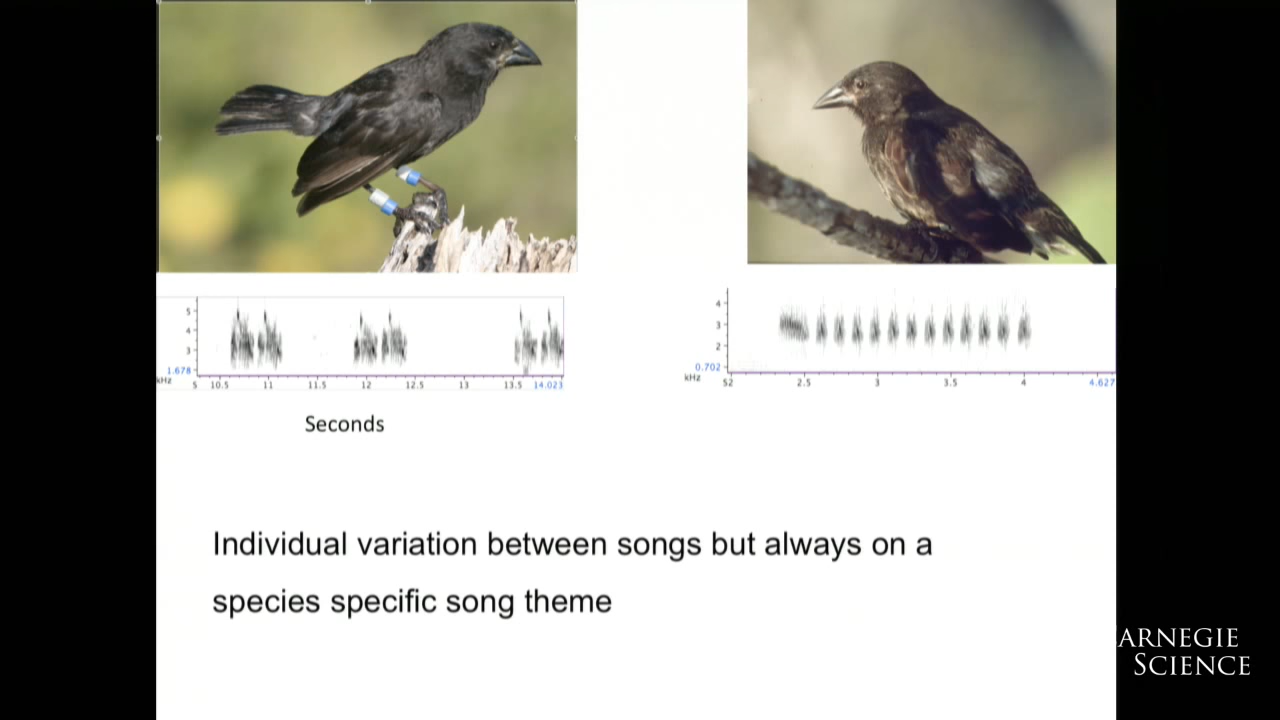 5
4
3
1.678
kHz
5 10.5 11 11.5 12 12.5 13 13.5 14.023
4
3
2
0.702
kHz
52 2.5 3 3.5 4 4.627
Seconds
Individual variation between songs but always on a
species specific song theme
ARNEGIE
SCIENCE